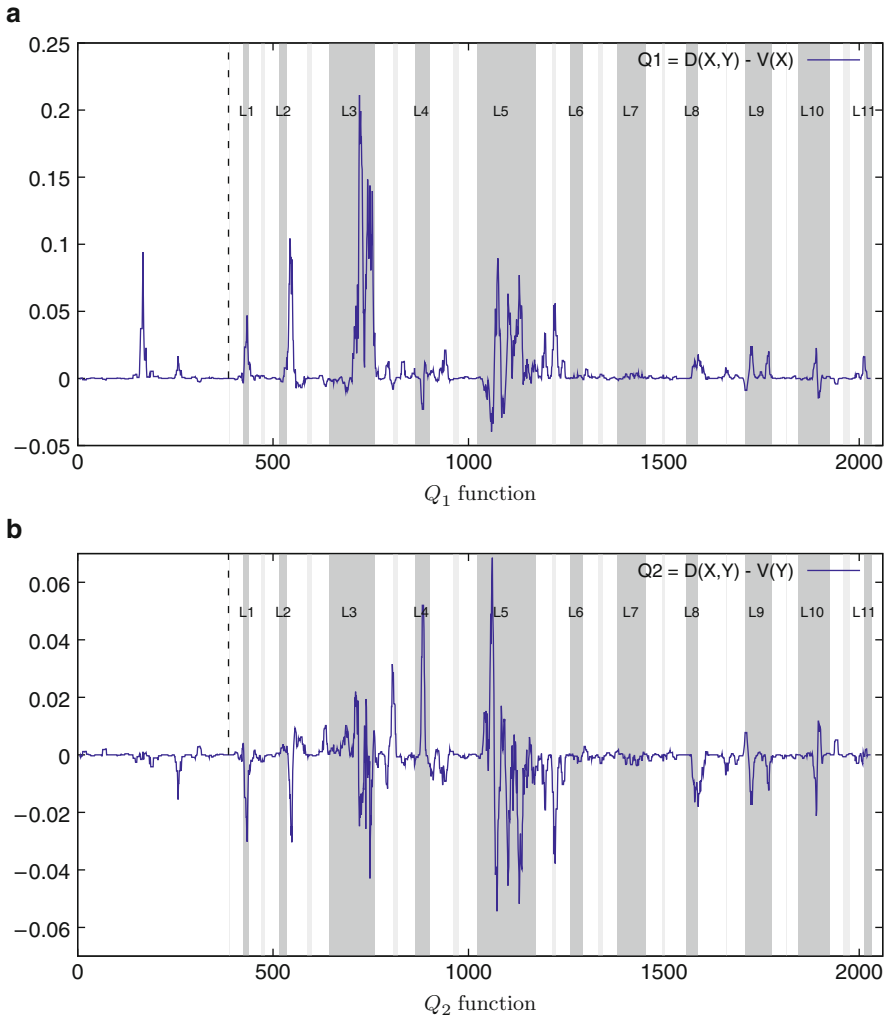 a
Q1 = D(X,Y) - V(X)
0.25
0.2
0.15
0.1
0.05
0
−0.05
L1 L2 L3 L4 L5 L6 L7 L8 L9 L10 L11
0 500 1000 1500 2000
Q1 function
b
Q2 = D(X,Y) - V(Y)
0.06
0.04
0.02
0
−0.02
−0.04
−0.06
L1 L2 L3 L4 L5 L6 L7 L8 L9 L10 L11
0 500 1000 1500 2000
Q2 function